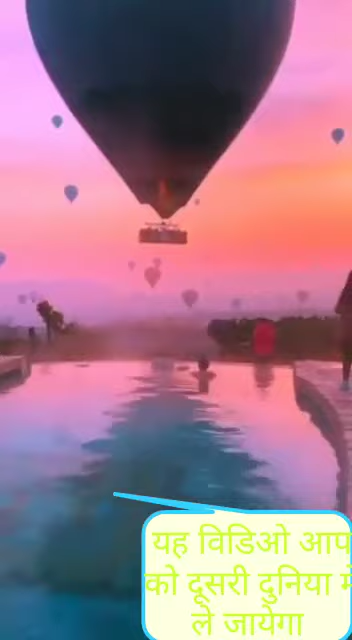 यह विडिओ आप
को दूसरी दुनिया में
ले जायेगा